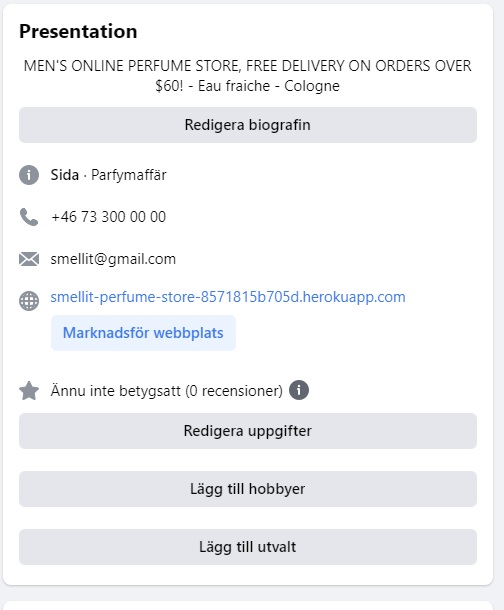 Presentation
MEN'S ONLINE PERFUME STORE, FREE DELIVERY ON ORDERS OVER
$60! - Eau fraiche - Cologne
Redigera biografin
Sida · Parfymaffär
+46 73 300 00 00
smellit@gmail.com
smellit-perfume-store-8571815b705d.herokuapp.com
Marknadsför webbplats
Ännu inte betygsatt (0 recensioner)
Redigera uppgifter
Lägg till hobbyer
Lägg till utvalt